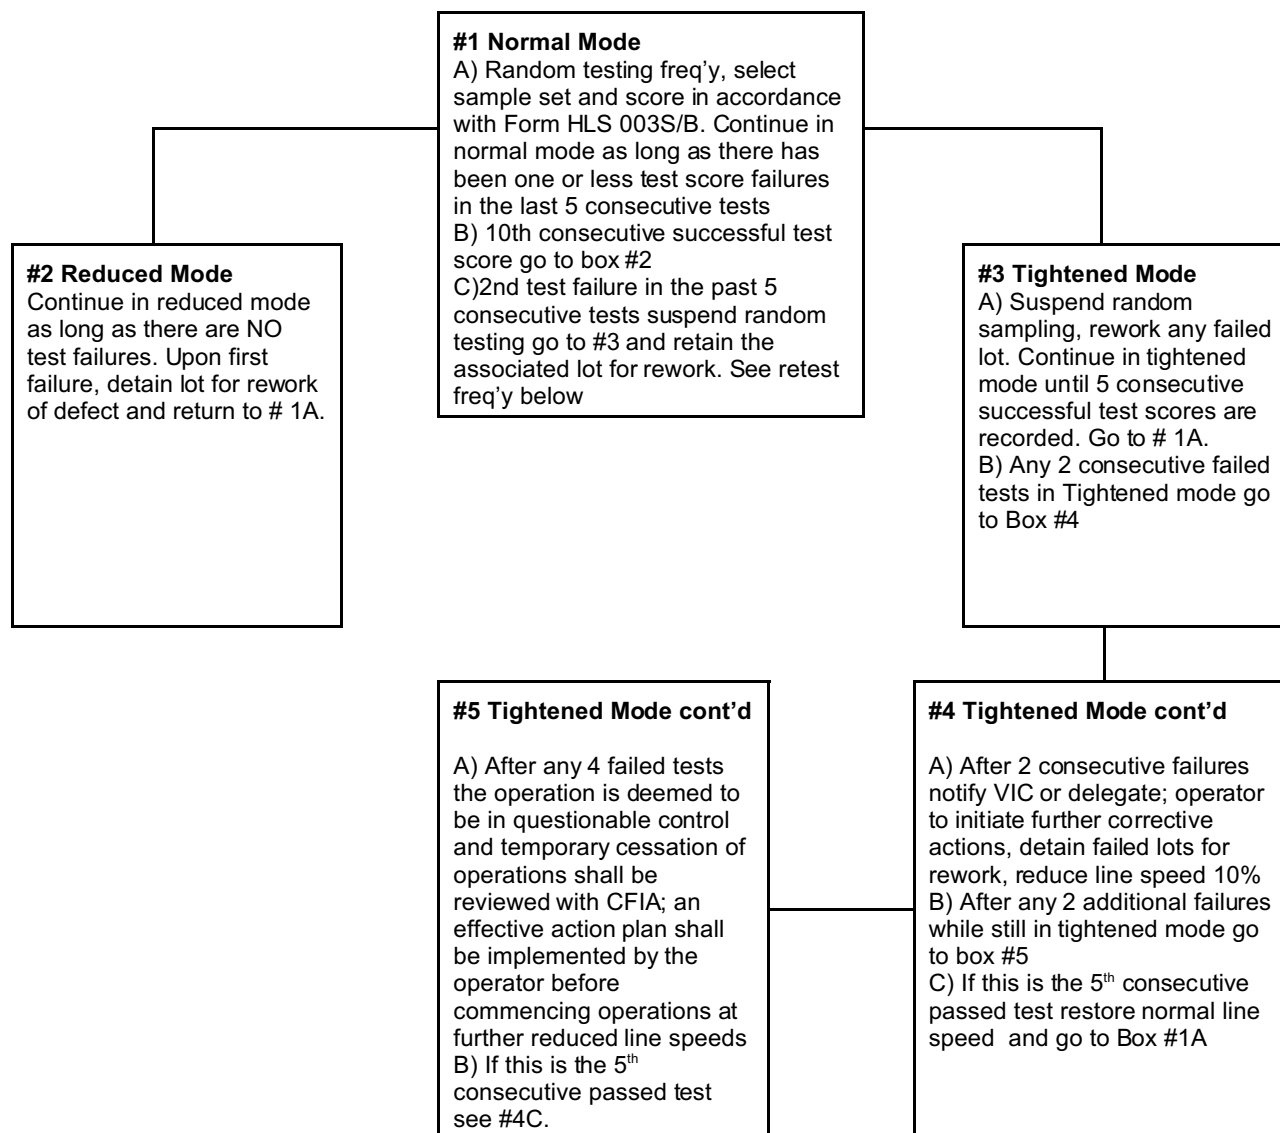 #1 Normal Mode
A) Random testing freq’y, select
sample set and score in accordance
with Form HLS 003S/B. Continue in
normal mode as long as there has
been one or less test score failures
in the last 5 consecutive tests
B) 10th consecutive successful test
score go to box #2
C)2nd test failure in the past 5
consecutive tests suspend random
testing go to #3 and retain the
associated lot for rework. See retest
freq’y below
#2 Reduced Mode
Continue in reduced mode
as long as there are NO
test failures. Upon first
failure, detain lot for rework
of defect and return to # 1A.
#3 Tightened Mode
A) Suspend random
sampling, rework any failed
lot. Continue in tightened
mode until 5 consecutive
successful test scores are
recorded. Go to # 1A.
B) Any 2 consecutive failed
tests in Tightened mode go
to Box #4
#4 Tightened Mode cont’d
A) After 2 consecutive failures
notify VIC or delegate; operator
to initiate further corrective
actions, detain failed lots for
rework, reduce line speed 10%
B) After any 2 additional failures
while still in tightened mode go
to box #5
C) If this is the 5th consecutive
passed test restore normal line
speed and go to Box #1A
#5 Tightened Mode cont’d
A) After any 4 failed tests
the operation is deemed to
be in questionable control
and temporary cessation of
operations shall be
reviewed with CFIA; an
effective action plan shall
be implemented by the
operator before
commencing operations at
further reduced line speeds
B) If this is the 5th
consecutive passed test
see #4C.